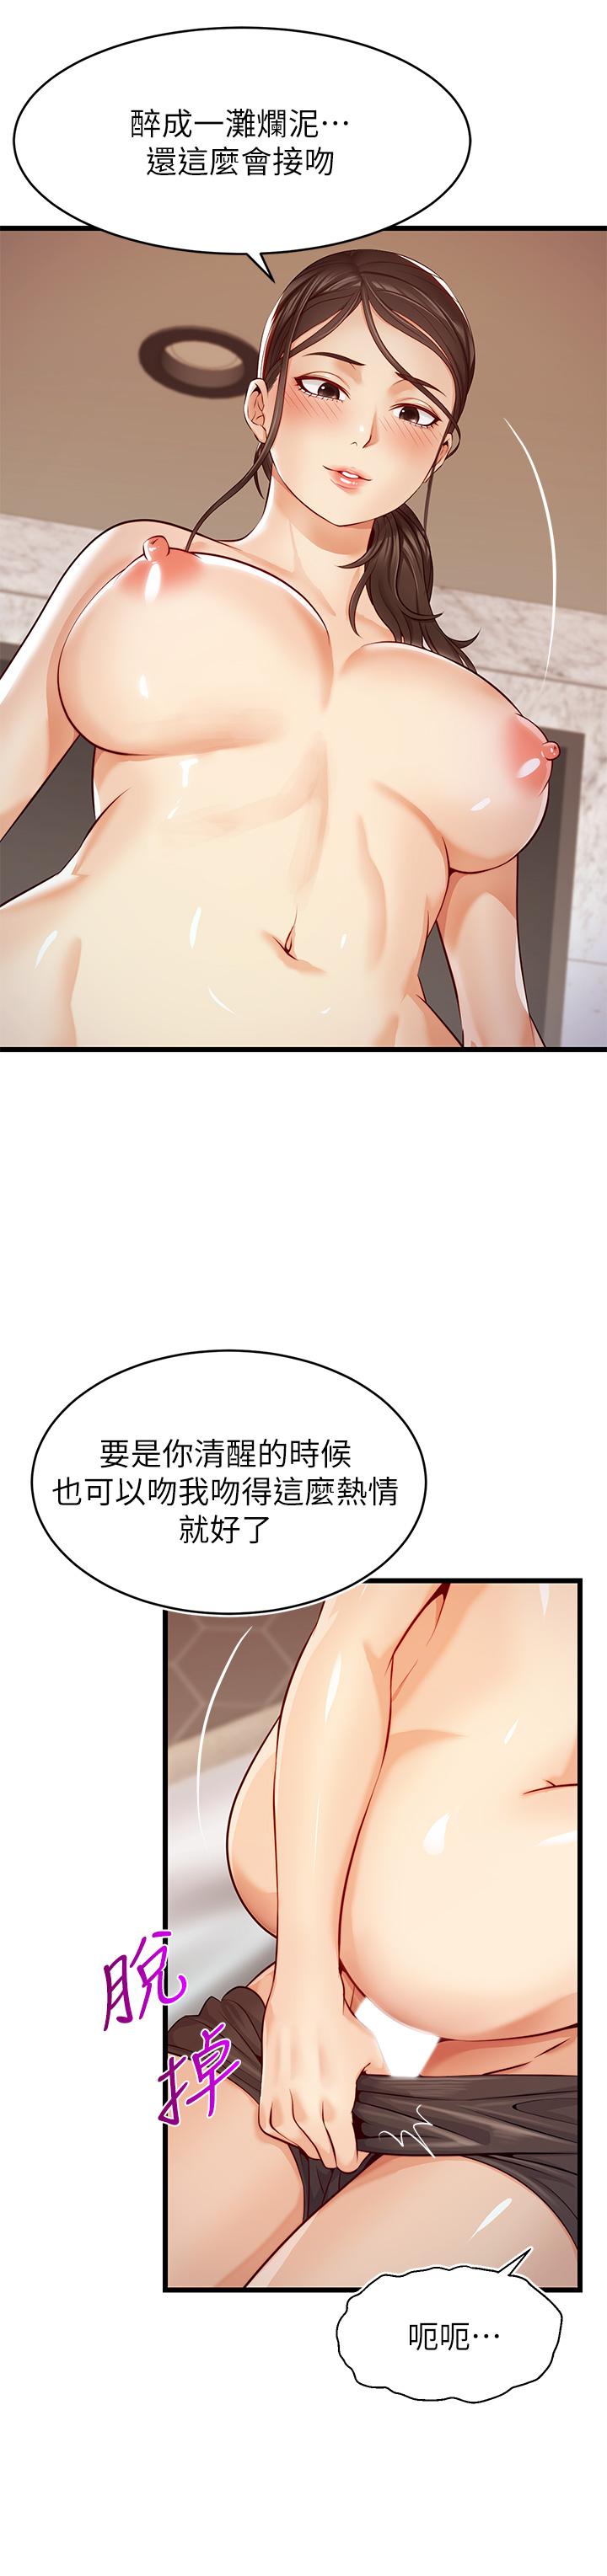 醉成一灘爛泥…
還這麼會接吻
要是你清醒的時候
也可以吻我吻得這麼熱情
就好了
脫
掉
呃呃…